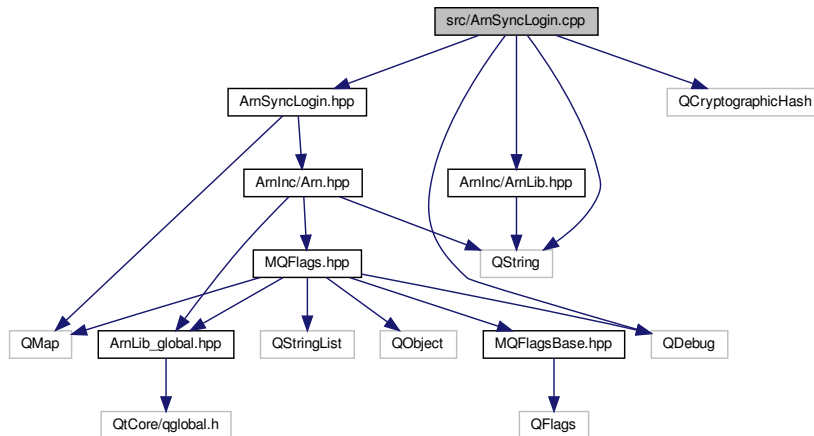 src/ArnSyncLogin.cpp
ArnSyncLogin.hpp
QCryptographicHash
ArnInc/Arn.hpp
ArnInc/ArnLib.hpp
MQFlags.hpp
QString
QMap
ArnLib_global.hpp
QStringList
QObject
MQFlagsBase.hpp
QDebug
QtCore/qglobal.h
QFlags